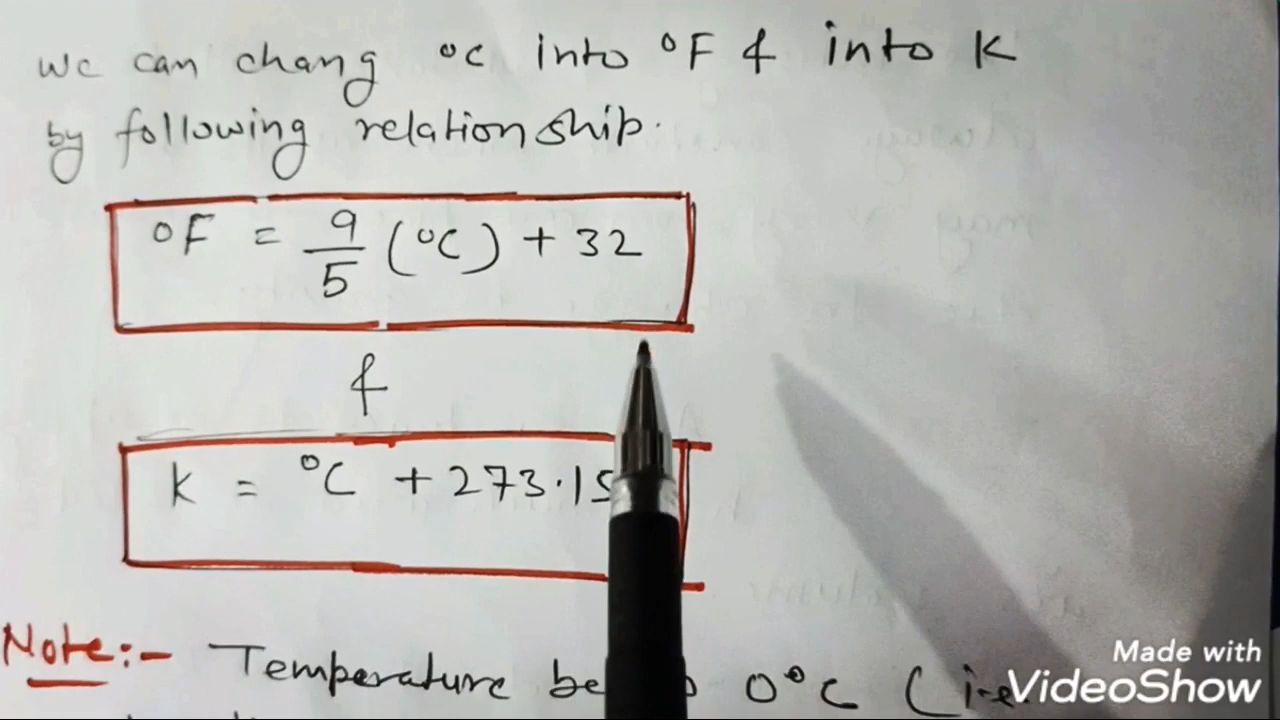 we can chang °C into °F & into K
by following relationship.
°F = 9/5 (°C) + 32
&
K = °C + 273.15
Note:- Temperature 0°C (i.e.
Made with
VideoShow